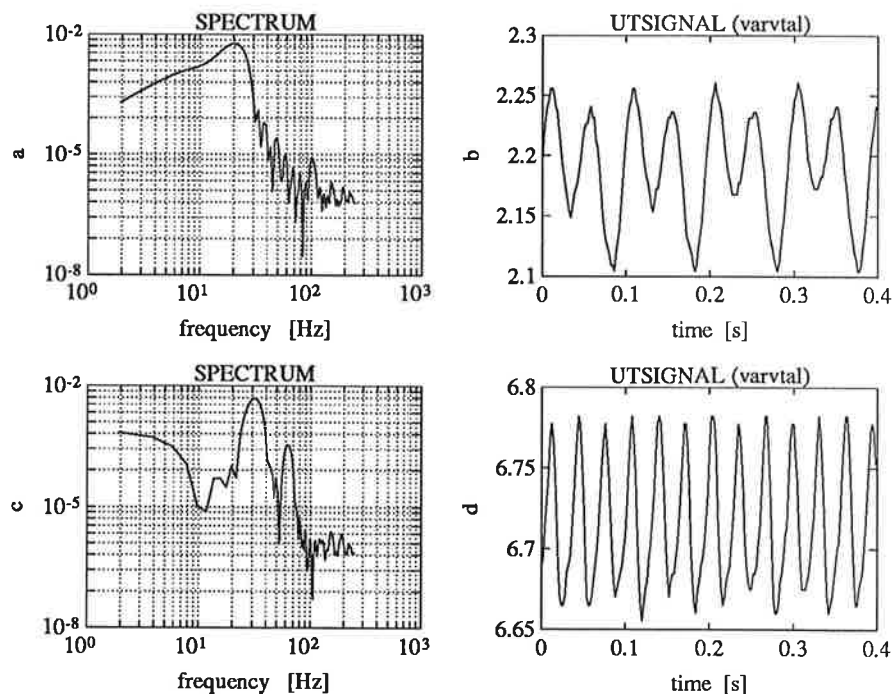 SPECTRUM
10-2
10-5
10-8
100
101
102
103
a
frequency [Hz]
UTSIGNAL (varvtal)
2.3
2.25
2.2
2.15
2.1
0
0.1
0.2
0.3
0.4
b
time [s]
SPECTRUM
10-2
10-5
10-8
100
101
102
103
c
frequency [Hz]
UTSIGNAL (varvtal)
6.8
6.75
6.7
6.65
0
0.1
0.2
0.3
0.4
d
time [s]